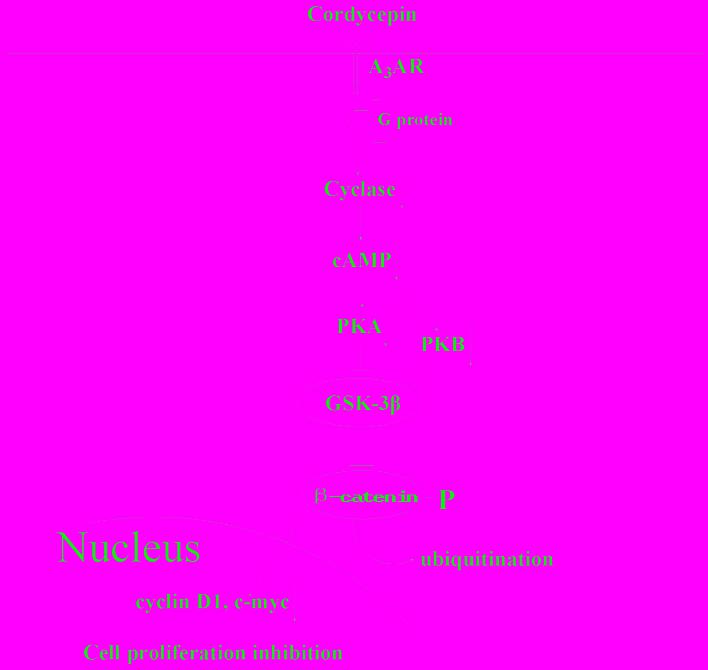 Cordycepin
A₃AR
G protein
Cyclase
cAMP
PKA
PKB
GSK-3β
β-catenin P
Nucleus
ubiquitination
cyclin D1, c-myc
Cell proliferation inhibition